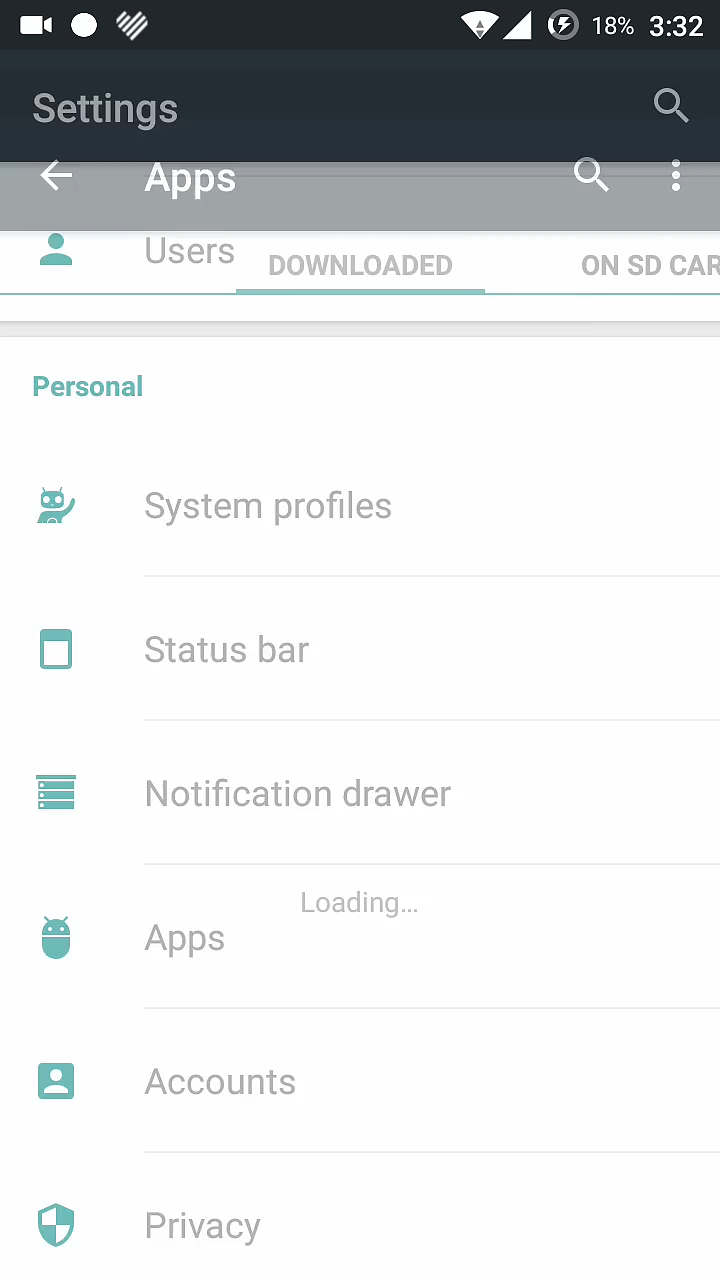 18% 3:32
Settings
Apps
Users
DOWNLOADED ON SD CAR
Personal
System profiles
Status bar
Notification drawer
Loading...
Apps
Accounts
Privacy